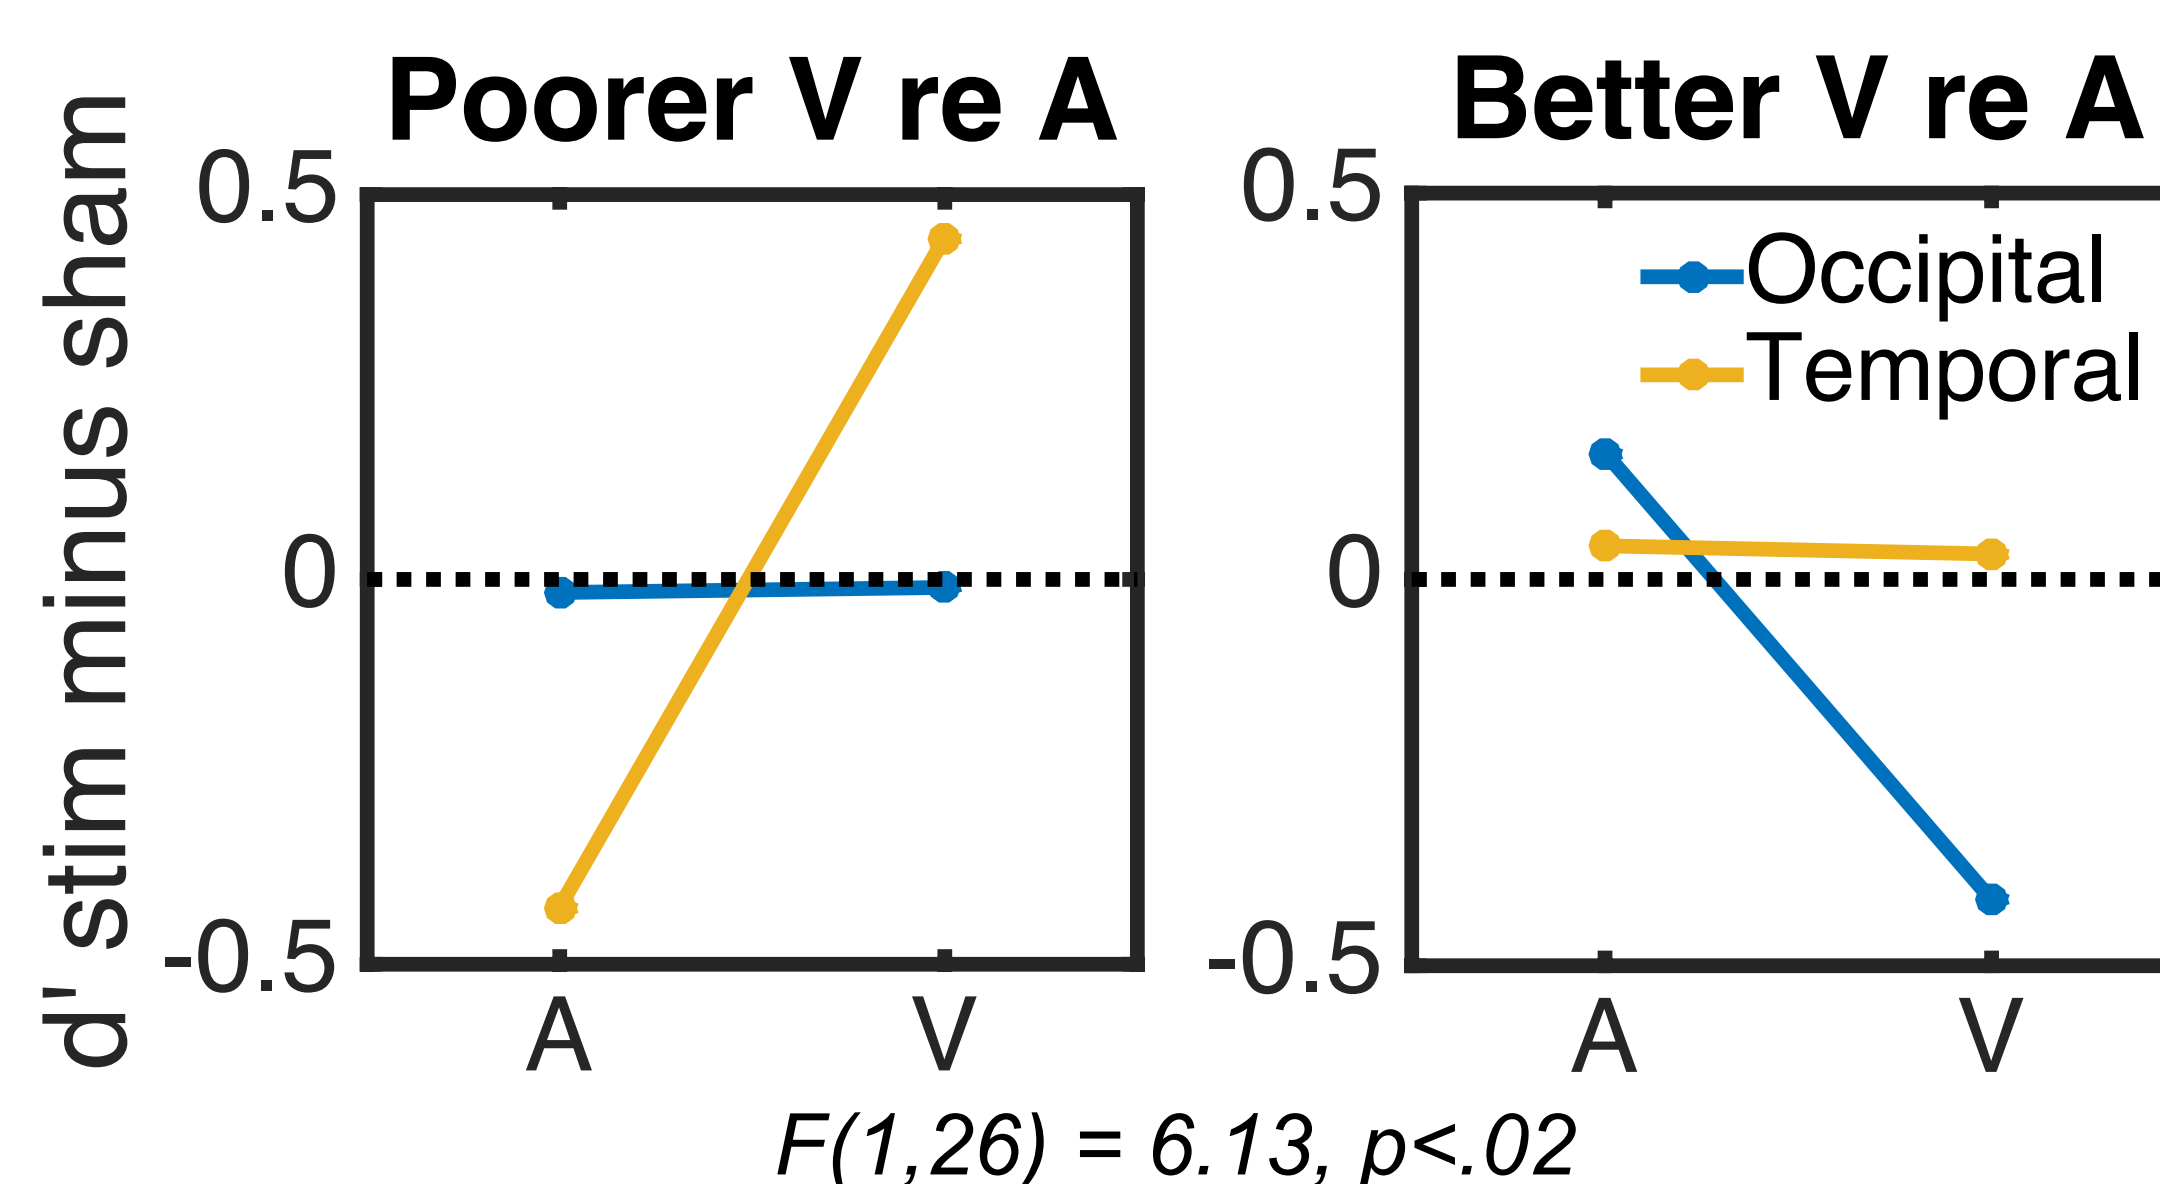 Poorer V re A
Better V re A
d' stim minus sham
0.5
0
-0.5
A
V
0.5
0
-0.5
Occipital
Temporal
A
V
F(1,26) = 6.13, p<.02